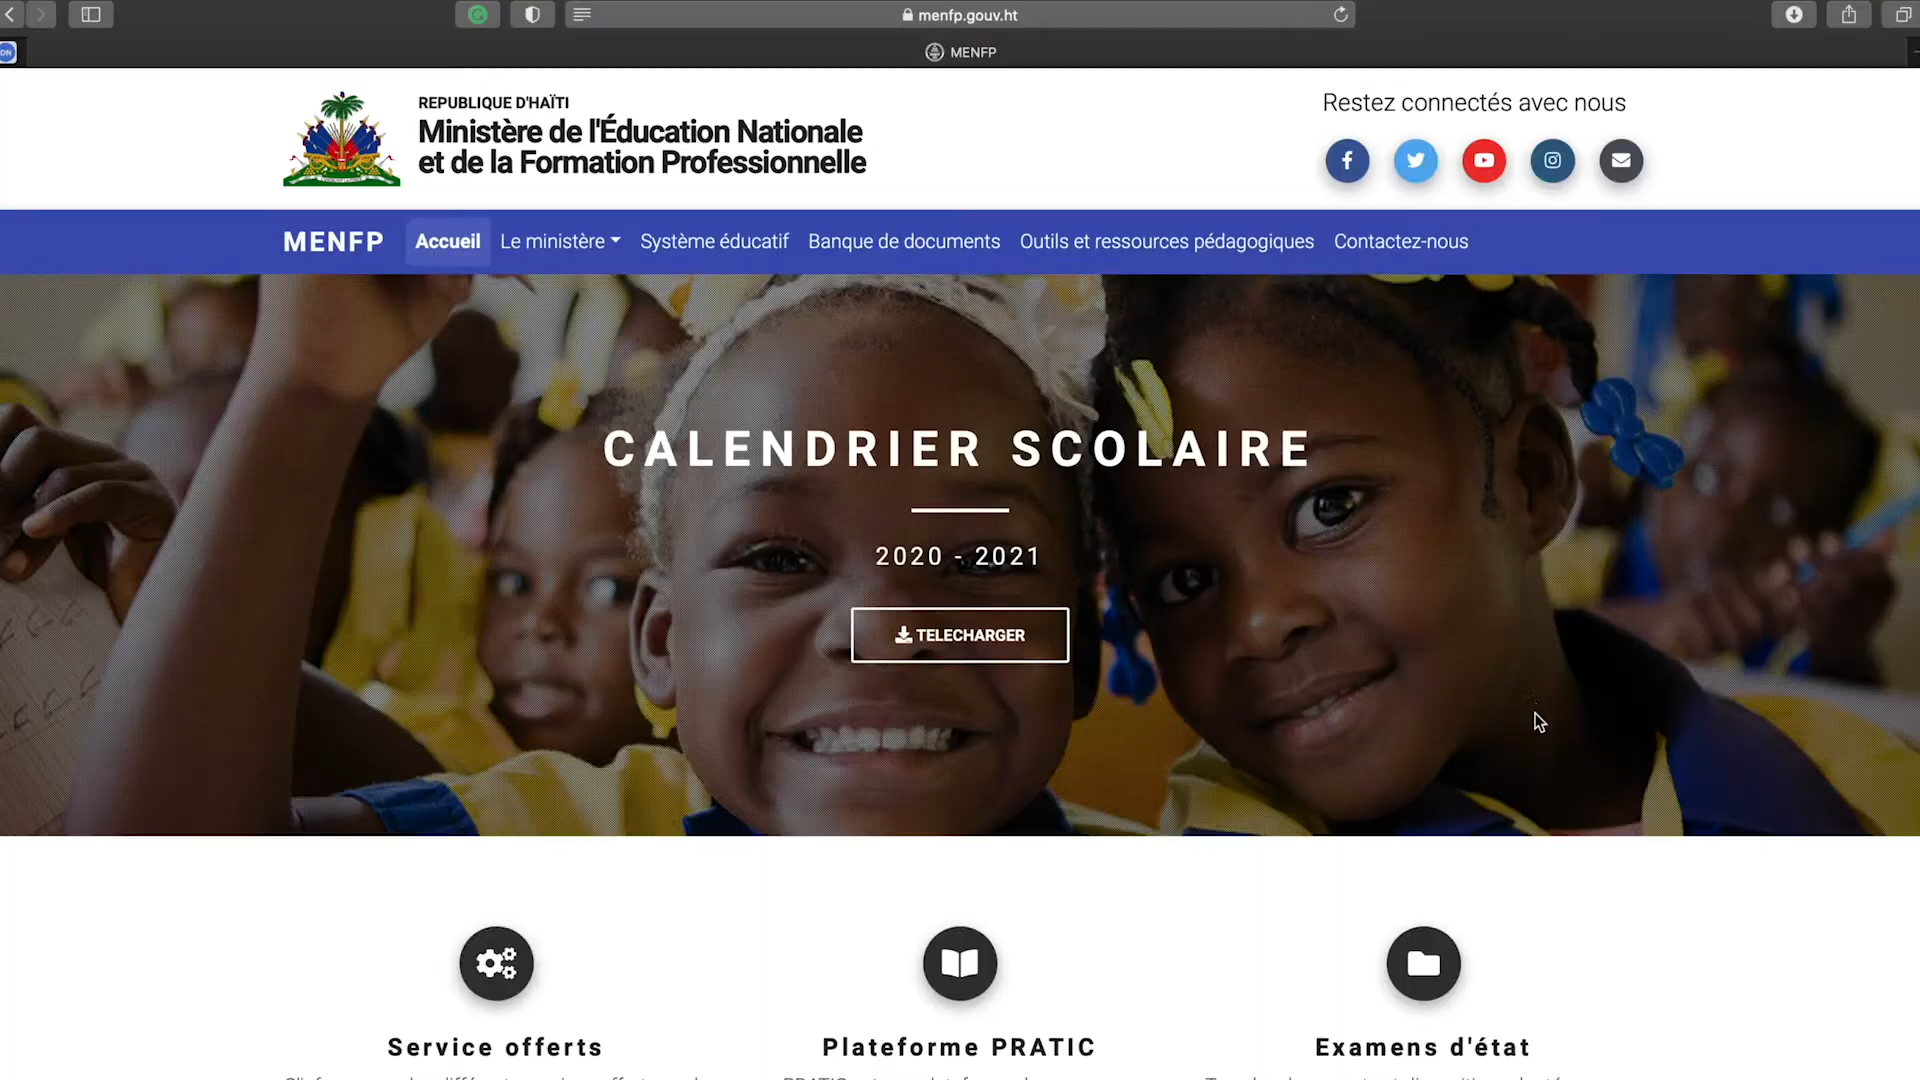 menfp.gouv.ht
MENFP
REPUBLIQUE D'HAÏTI
Ministère de l'Éducation Nationale
et de la Formation Professionnelle
Restez connectés avec nous
MENFP Accueil Le ministère Système éducatif Banque de documents Outils et ressources pédagogiques Contactez-nous
CALENDRIER SCOLAIRE
2020 - 2021
TELECHARGER
Service offerts
Plateforme PRATIC
Examens d'état